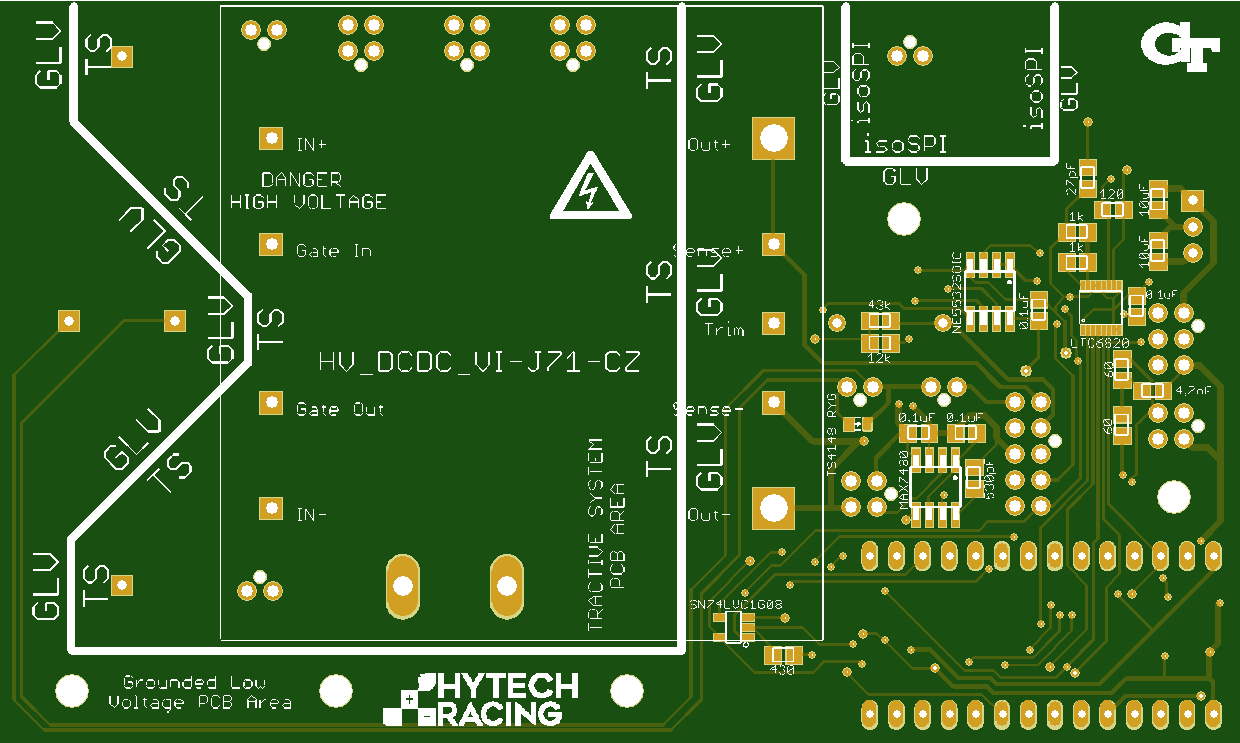 GLV
TS
TS
GLV
isoSPI
isoSPI
GLV
GLV
isoSPI
GLV
GT
IN+
Out+
DANGER
HIGH VOLTAGE
TS
GLV
Gate In
Sense+
TS
GLV
GLV
TS
Trim
HV_DCDC_VI-J71-CZ
Gate Out
Sense-
GLV
TS
TS
GLV
IN-
Out-
TRACTIVE SYSTEM
PCB AREA
GLV
TS
Grounded Low
Voltage PCB Area
HYTECH
RACING
27pF
120
10uF
1k
1k
10uF
NE5532SOIC
0.1uF
0.1uF
LTC6820
43k
12k
60
4.7nF
60
TS4148 RYG
0.1uF
0.1uF
MAX7480
SN74LVC1G08
430